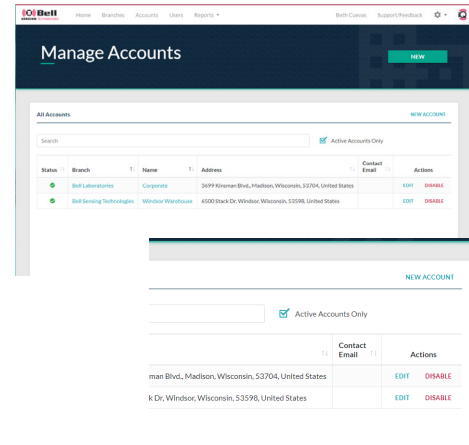 Bell
Home Branches Accounts Users Reports Beth Cuevas Support/Feedback
Manage Accounts
NEW
All Accounts NEW ACCOUNT
Search Active Accounts Only
Status Branch Name Address Contact Email Actions
Bell Laboratories Corporate 3699 Kinsman Blvd., Madison, Wisconsin, 53704, United States EDIT DISABLE
Bell Sensing Technologies Windsor Warehouse 6500 Stack Dr, Windsor, Wisconsin, 53598, United States EDIT DISABLE
NEW ACCOUNT
Active Accounts Only
Contact Email Actions
man Blvd., Madison, Wisconsin, 53704, United States EDIT DISABLE
k Dr, Windsor, Wisconsin, 53598, United States EDIT DISABLE